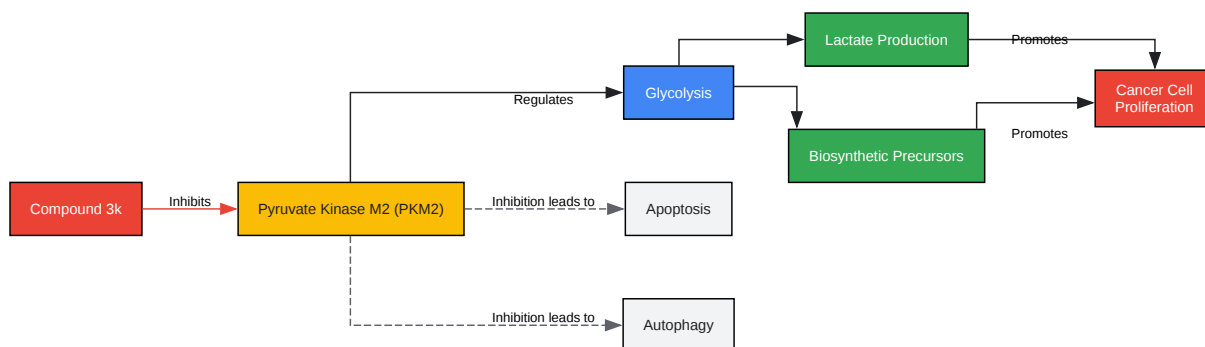 Lactate Production
Promotes
Glycolysis
Regulates
Cancer Cell
Proliferation
Promotes
Biosynthetic Precursors
Compound 3k
Inhibits
Pyruvate Kinase M2 (PKM2)
Inhibition leads to
Apoptosis
Inhibition leads to
Autophagy